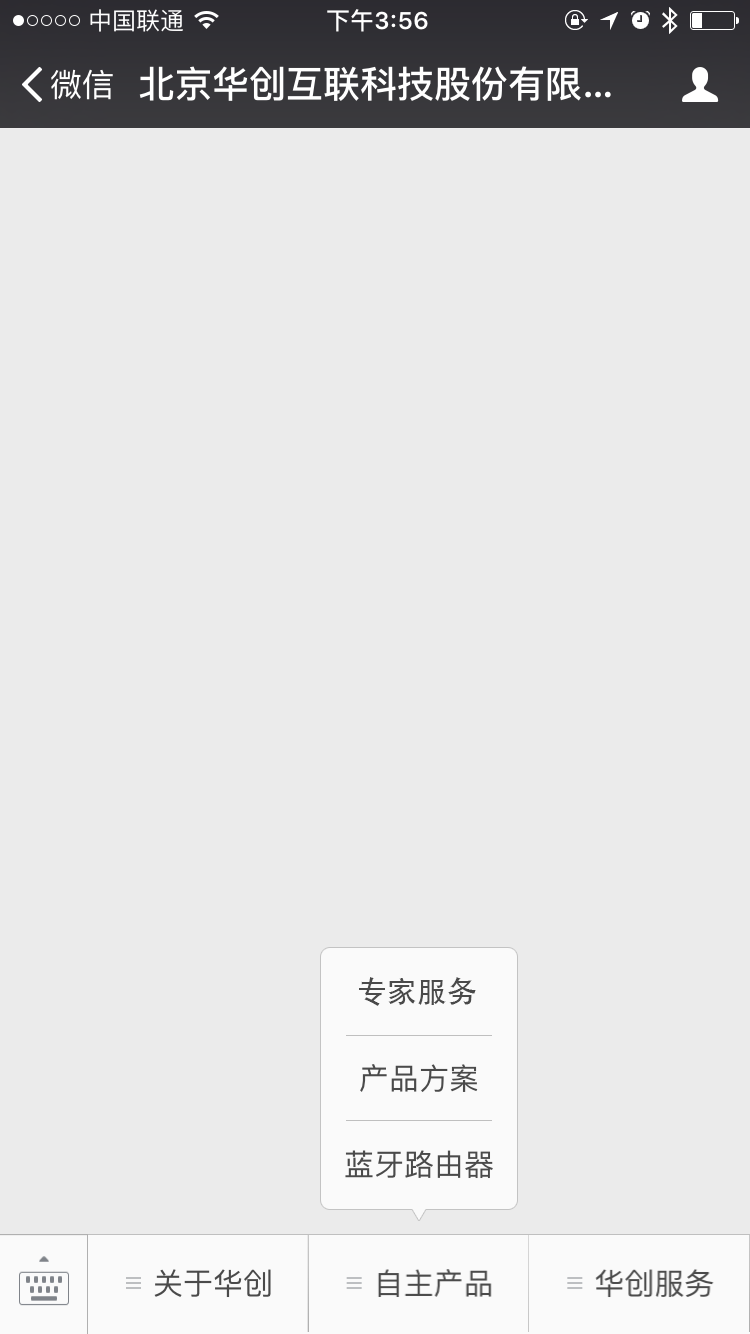 中国联通 下午3:56
微信 北京华创互联科技股份有限...
专家服务
产品方案
蓝牙路由器
关于华创 自主产品 华创服务